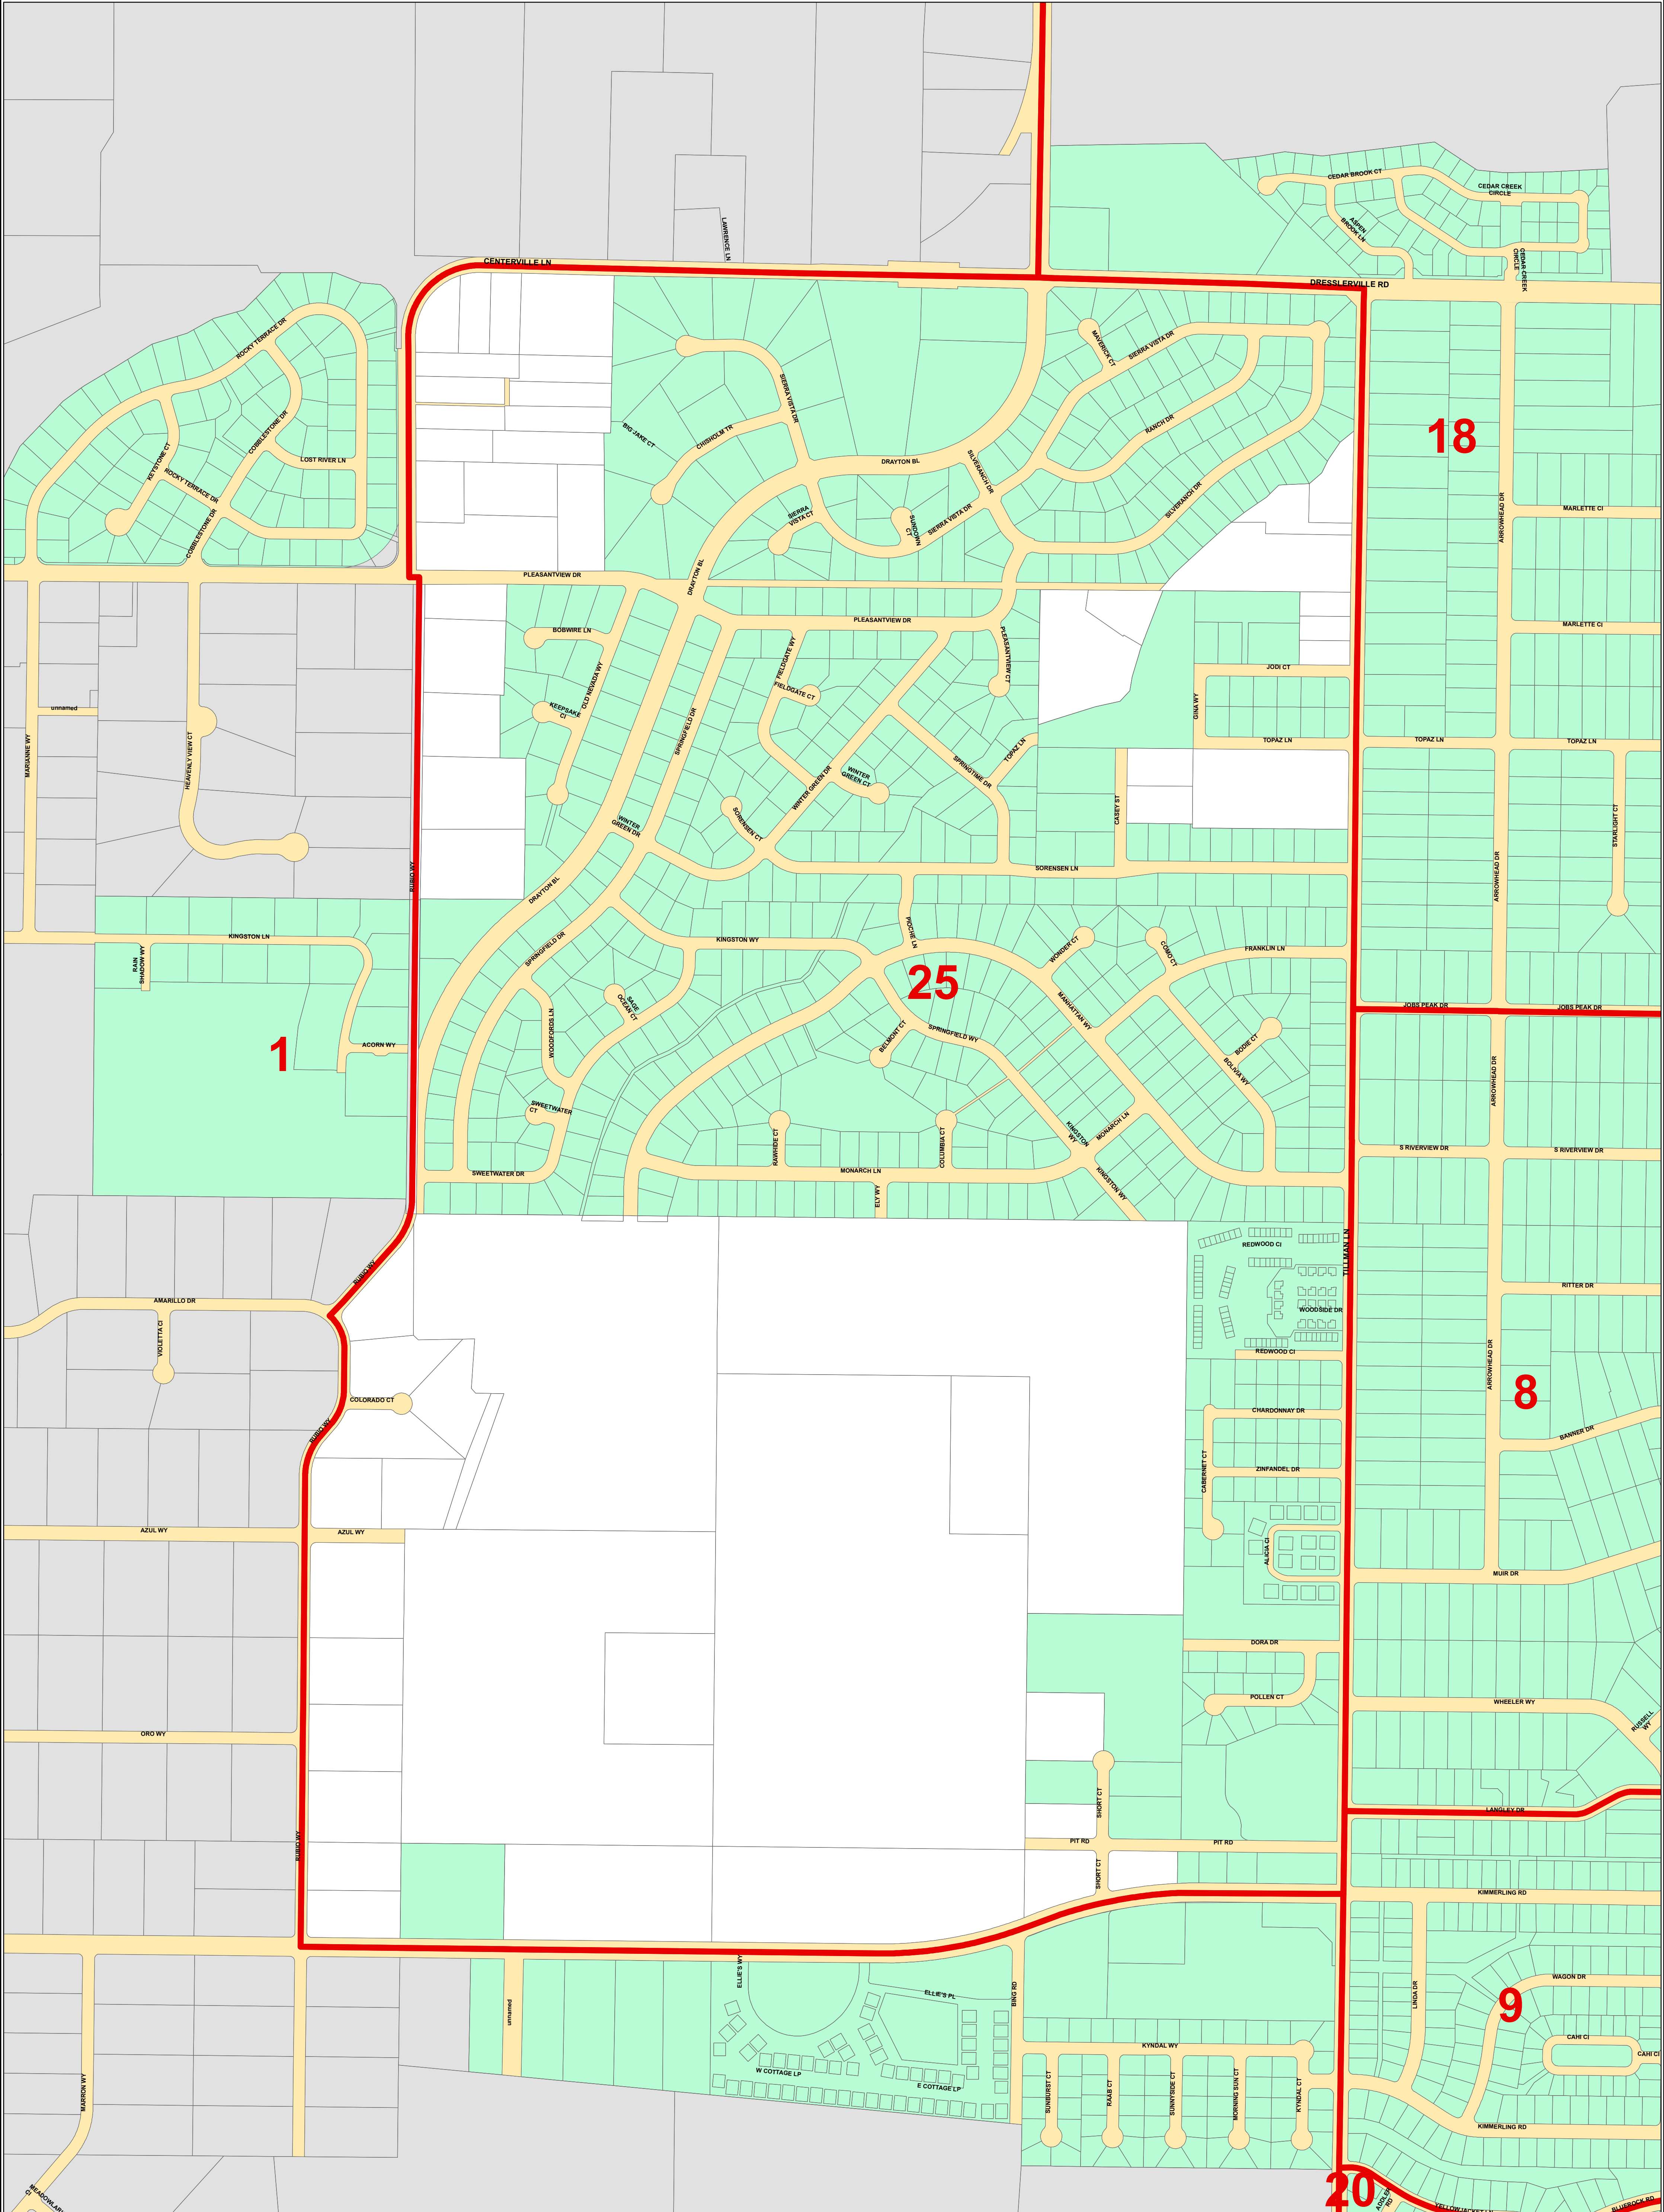 LAWRENCE LN
CENTERVILLE LN
DRESSLERVILLE RD
CEDAR BROOK CT
CEDAR CREEK
CIRCLE
ASPEN
BROOK LN
CEDAR CREEK
CIRCLE
ROCKY TERRACE DR
KEYSTONE CT
COBBLESTONE DR
LOST RIVER LN
ROCKY TERRACE DR
COBBLESTONE DR
BIG JAKE CT
CHISHOLM TR
SIERRA VISTA DR
MAVERICK CT
SIERRA VISTA DR
RANCH DR
DRAYTON BL
SILVERANCH DR
SIERRA
VISTA CT
SUNDOWN
CT
SIERRA VISTA DR
SILVERANCH DR
18
ARROWHEAD DR
MARLETTE CI
MARLETTE CI
PLEASANTVIEW DR
DRAYTON BL
PLEASANTVIEW DR
BOBWIRE LN
OLD NEVADA WY
KEEPSAKE
CI
SPRINGFIELD DR
FIELDGATE WY
FIELDGATE CT
PLEASANTVIEW CT
JODI CT
GINA WY
TOPAZ LN
TOPAZ LN
TOPAZ LN
TOPAZ LN
unnamed
MARIANNE WY
HEAVENLY VIEW CT
SPRINGTIME DR
WINTER
GREEN CT
WINTER GREEN DR
SORENSEN CT
WINTER
GREEN DR
CASEY ST
STARLIGHT CT
SORENSEN LN
RUBIO WY
DRAYTON BL
ARROWHEAD DR
KINGSTON LN
RAIN
SHADOW WY
SPRINGFIELD DR
KINGSTON WY
PIOCHE LN
WONDER CT
COMO CT
FRANKLIN LN
25
SAGE
OCEAN CT
MANHATTAN WY
JOBS PEAK DR
JOBS PEAK DR
WOODFORDS LN
BELMONT CT
SPRINGFIELD WY
BODIE CT
BOLIVIA WY
1
ACORN WY
ARROWHEAD DR
SWEETWATER
CT
RAWHIDE CT
COLUMBIA CT
KINGSTON
WY
MONARCH LN
S RIVERVIEW DR
S RIVERVIEW DR
SWEETWATER DR
MONARCH LN
ELY WY
KINGSTON WY
REDWOOD CI
TILLMAN LN
RUBIO WY
AMARILLO DR
VIOLETTA CI
WOODSIDE DR
RITTER DR
REDWOOD CI
ARROWHEAD DR
8
COLORADO CT
RUBIO WY
CHARDONNAY DR
CABERNET CT
ZINFANDEL DR
BANNER DR
AZUL WY
AZUL WY
ALICIA CI
MUIR DR
DORA DR
POLLEN CT
WHEELER WY
RUSSELL
WY
ORO WY
SHORT CT
LANGLEY DR
RUBIO WY
PIT RD
PIT RD
SHORT CT
KIMMERLING RD
ELLIE'S WY
ELLIE'S PL
BING RD
LINDA DR
WAGON DR
9
unnamed
CAHI CI
CAHI CI
KYNDAL WY
W COTTAGE LP
E COTTAGE LP
SUNBURST CT
RAAB CT
SUNNYSIDE CT
MORNING SUN CT
KYNDAL CT
MARRON WY
KIMMERLING RD
20
ADDLER
RD
YELLOWJACKET LN
BLUEROCK RD
CI